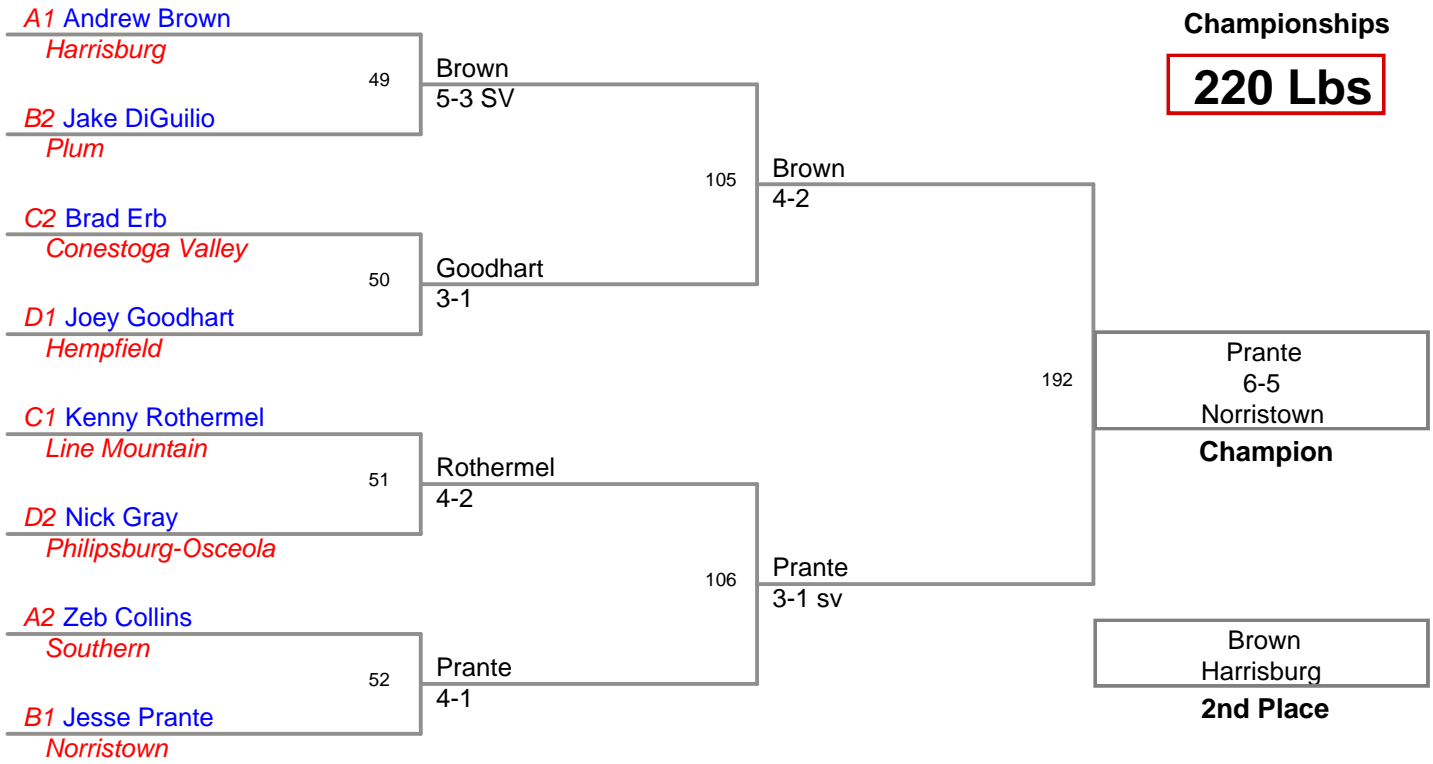 A1 Andrew Brown
Harrisburg
B2 Jake DiGuilio
Plum
C2 Brad Erb
Conestoga Valley
D1 Joey Goodhart
Hempfield
C1 Kenny Rothermel
Line Mountain
D2 Nick Gray
Philipsburg-Osceola
A2 Zeb Collins
Southern
B1 Jesse Prante
Norristown
49
Brown
5-3 SV
50
Goodhart
3-1
51
Rothermel
4-2
52
Prante
4-1
105
Brown
4-2
106
Prante
3-1 sv
192
Championships
220 Lbs
Prante
6-5
Norristown
Champion
Brown
Harrisburg
2nd Place